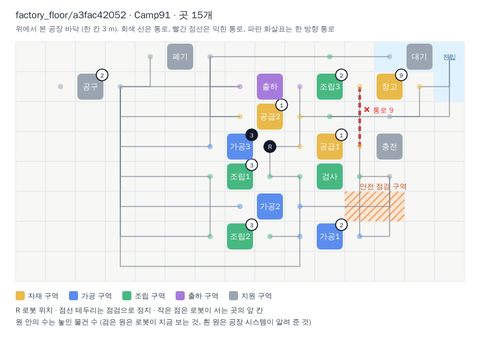 factory_floor/a3fac42052 · Camp91 · 곳 15개
위에서 본 공장 바닥 (한 칸 3 m). 회색 선은 통로, 빨간 점선은 막힌 통로, 파란 화살표는 한 방향 통로
폐기 대기 진입
공구 2 출하 조립3 2 창고 9
공급2 1 ✖ 통로 9
가공3 3 R 공급1 1 충전
조립1 3 검사
안전 점검 구역
가공2
조립2 3 가공1 2
자재 구역 가공 구역 조립 구역 출하 구역 지원 구역
R 로봇 위치 · 점선 테두리는 점검으로 정지 · 작은 점은 로봇이 서는 곳의 앞 칸
원 안의 수는 놓인 물건 수 (검은 원은 로봇이 지금 보는 것, 흰 원은 공장 시스템이 알려 준 것)